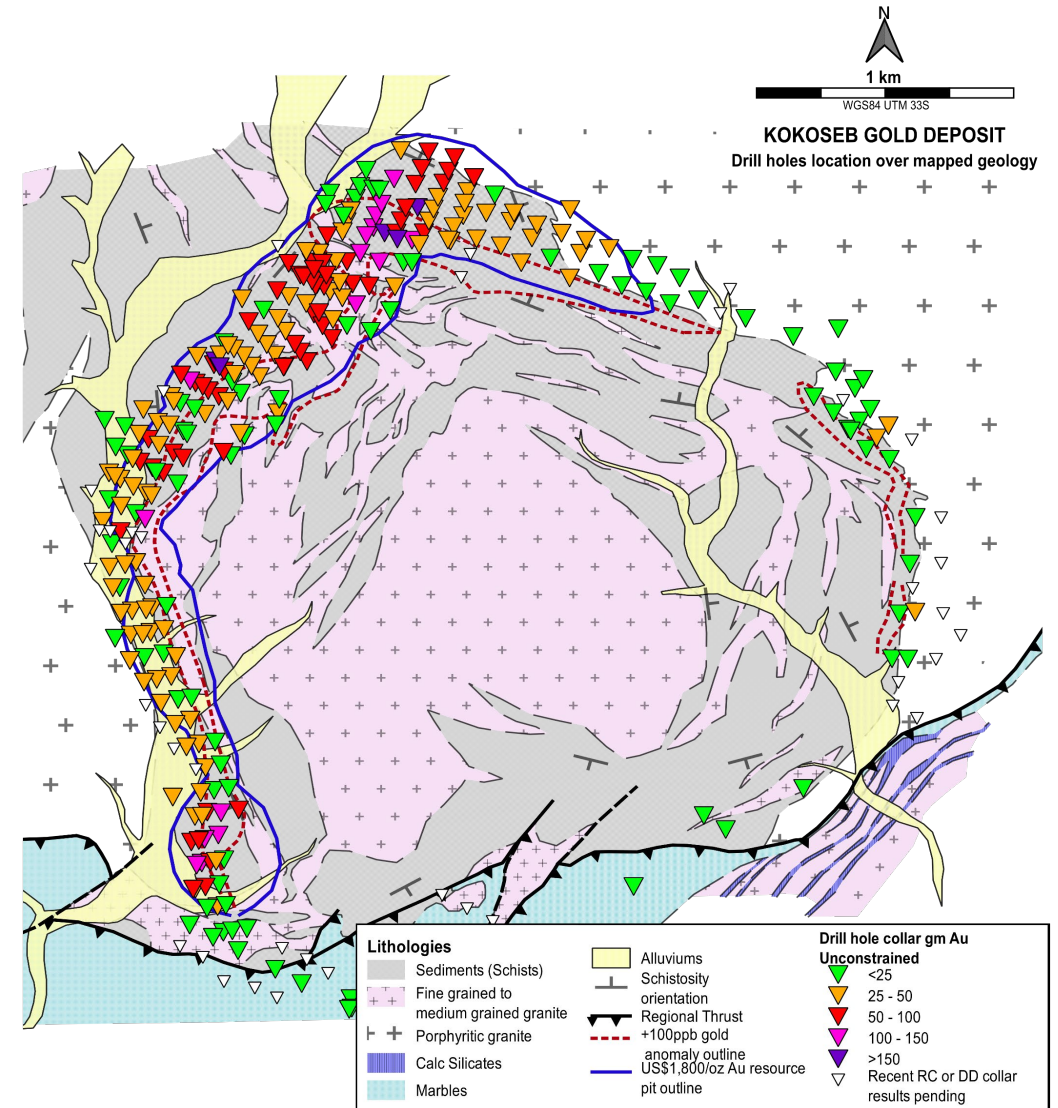 N
1 km
WGS84 UTM 33S
KOKOSEB GOLD DEPOSIT
Drill holes location over mapped geology
Lithologies
Sediments (Schists)
Fine grained to
medium grained granite
Porphyritic granite
Calc Silicates
Marbles
Alluviums
Schistosity
orientation
Regional Thrust
+100ppb gold
anomaly outline
US$1,800/oz Au resource
pit outline
Drill hole collar gm Au
Unconstrained
<25
25 - 50
50 - 100
100 - 150
>150
Recent RC or DD collar
results pending